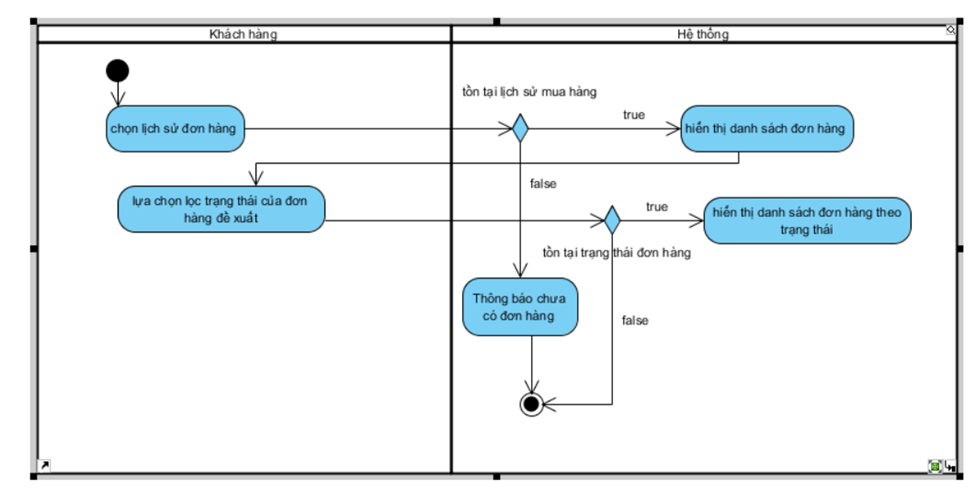 Khách hàng
Hệ thống
tồn tại lịch sử mua hàng
true
chọn lịch sử đơn hàng
hiển thị danh sách đơn hàng
false
lựa chọn lọc trạng thái của đơn
hàng đề xuất
true
hiển thị danh sách đơn hàng theo
trạng thái
tồn tại trạng thái đơn hàng
Thông báo chưa
có đơn hàng
false